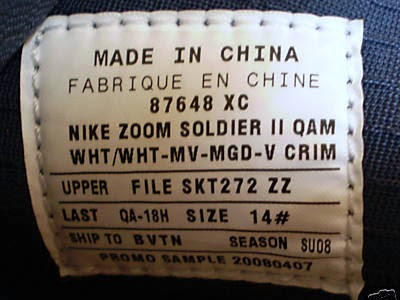 MADE IN CHINA
FABRIQUE EN CHINE
87648 XC
NIKE ZOOM SOLDIER II QAM
WHT/WHT-MV-MGD-V CRIM
UPPER FILE SKT272 ZZ
LAST QA-18H SIZE 14#
SHIP TO BVTN SEASON SU08
PROMO SAMPLE 20080407